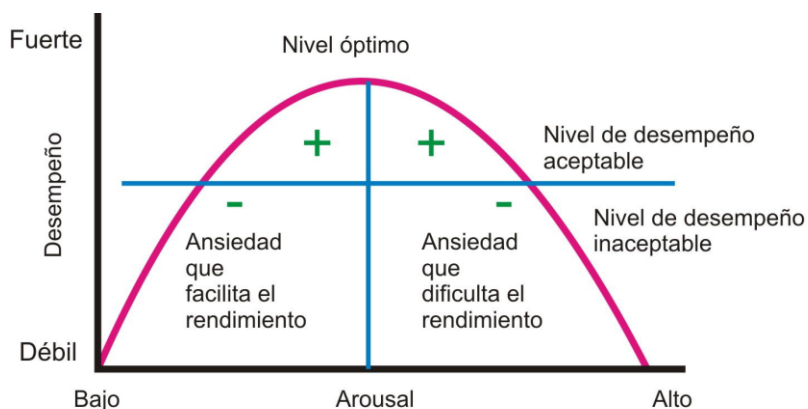 Fuerte
Nivel óptimo
Desempeño
+
+
Nivel de desempeño
aceptable
-
-
Nivel de desempeño
inaceptable
Ansiedad
que
facilita el
rendimiento
Ansiedad
que
dificulta el
rendimiento
Débil
Bajo
Arousal
Alto